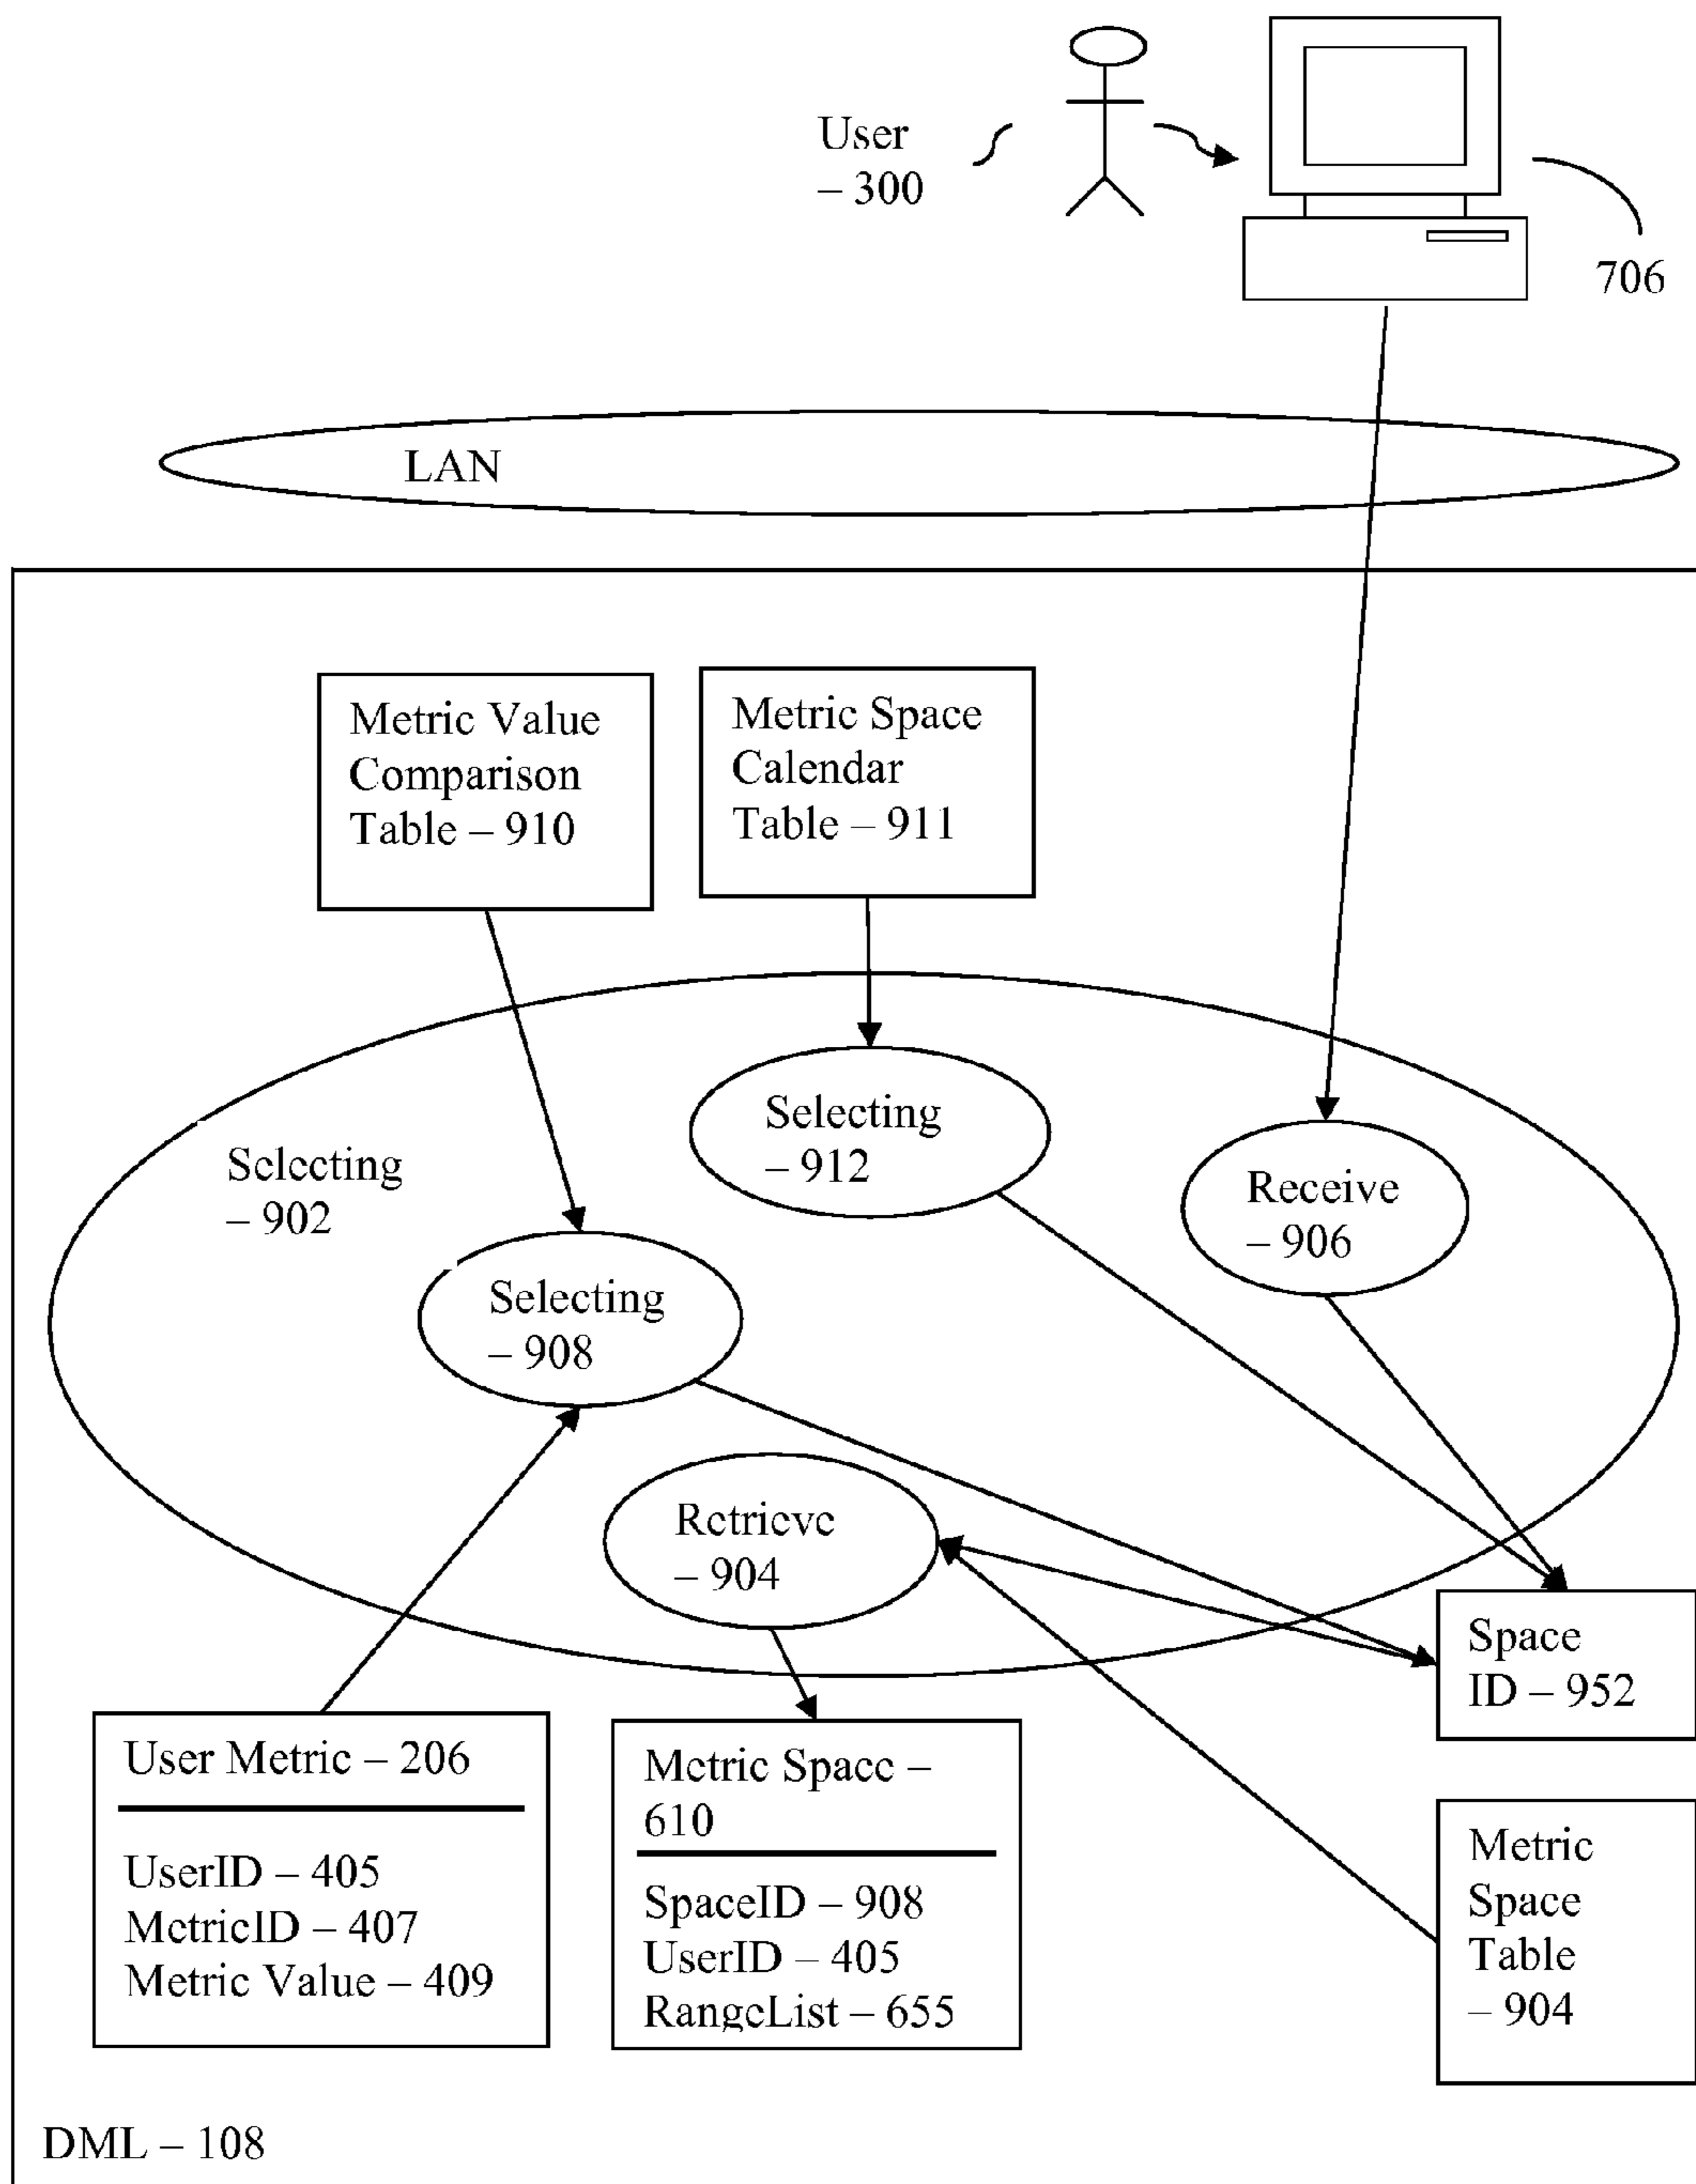 User
– 300
706
LAN
Metric Value
Comparison
Table – 910
Metric Space
Calendar
Table – 911
Selecting
– 912
Selecting
– 902
Receive
– 906
Selecting
– 908
Retrieve
– 904
Space
ID – 952
User Metric – 206
UserID – 405
MetricID – 407
Metric Value – 409
Metric Space –
610
SpaceID – 908
UserID – 405
RangeList – 655
Metric
Space
Table
– 904
DML – 108